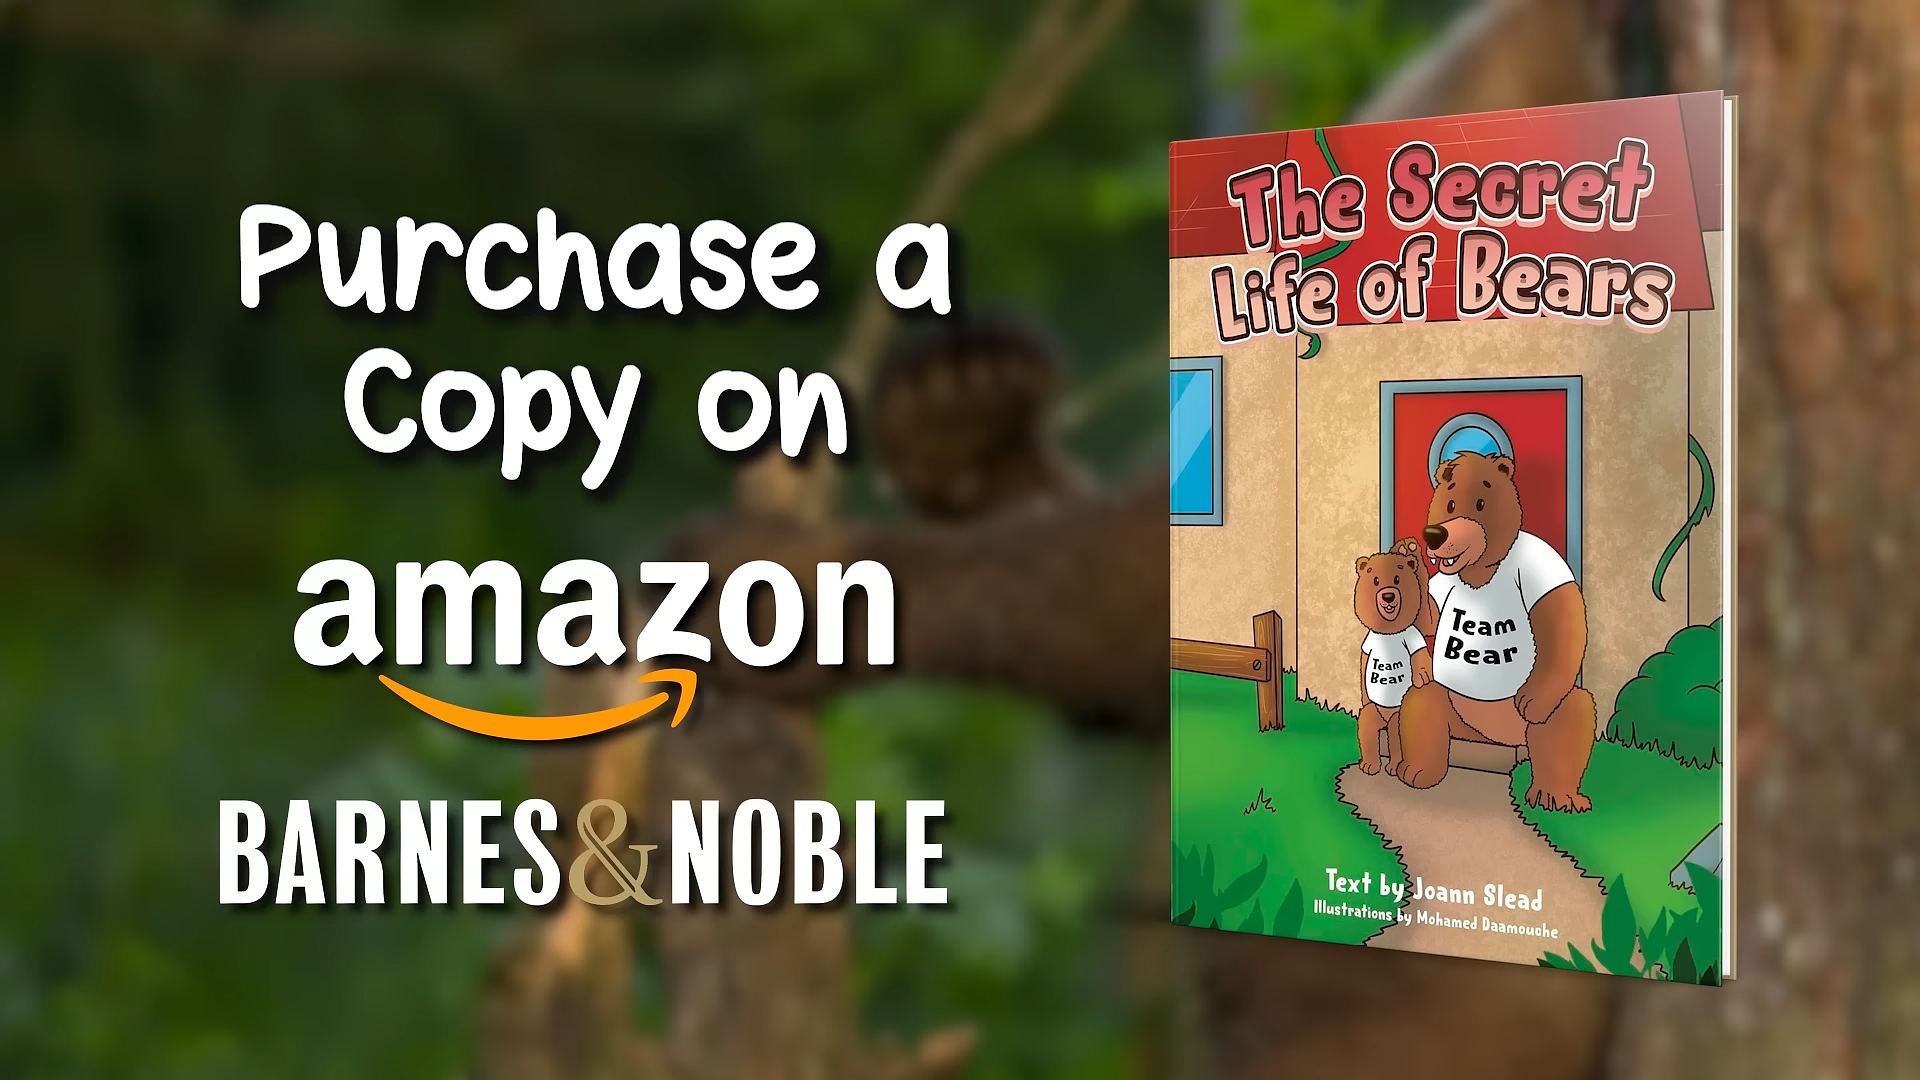 Purchase a
Copy on
amazon
BARNES & NOBLE
The Secret
Life of Bears
Team
Bear
Team
Bear
Text by Joann Slead
Illustrations by Mohamed Daamouche